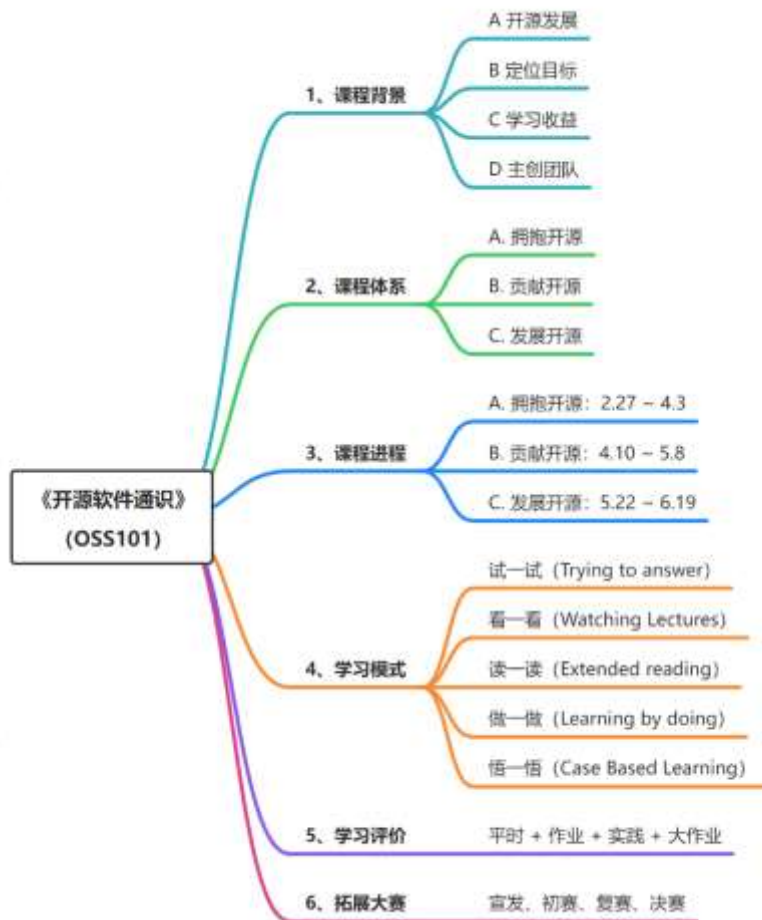 《开源软件通识》
(OSS101)
1、课程背景
A 开源发展
B 定位目标
C 学习收益
D 主创团队
2、课程体系
A. 拥抱开源
B. 贡献开源
C. 发展开源
3、课程进程
A. 拥抱开源：2.27 ~ 4.3
B. 贡献开源：4.10 ~ 5.8
C. 发展开源：5.22 ~ 6.19
4、学习模式
试一试（Trying to answer）
看一看（Watching Lectures）
读一读（Extended reading）
做一做（Learning by doing）
悟一悟（Case Based Learning）
5、学习评价
平时 + 作业 + 实践 + 大作业
6、拓展大赛
宣发、初赛、复赛、决赛